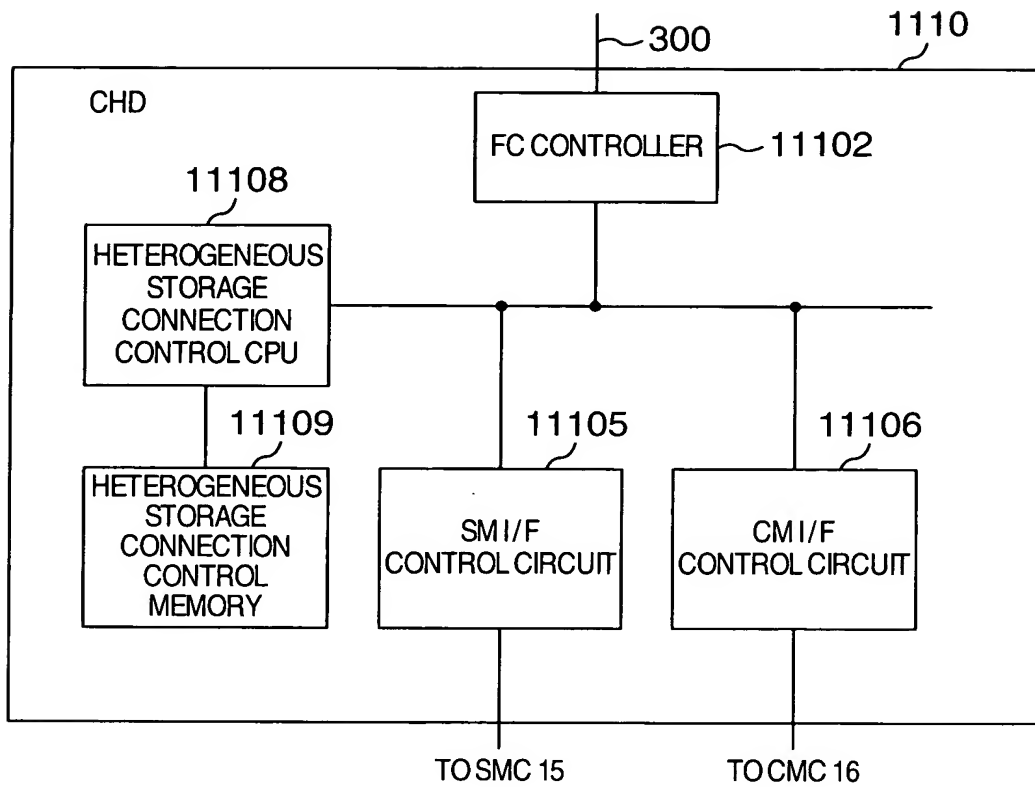 300
1110
CHD
FC CONTROLLER
11102
11108
HETEROGENEOUS
STORAGE
CONNECTION
CONTROL CPU
11109
HETEROGENEOUS
STORAGE
CONNECTION
CONTROL
MEMORY
11105
SM I/F
CONTROL CIRCUIT
11106
CM I/F
CONTROL CIRCUIT
TO SMC 15
TO CMC 16